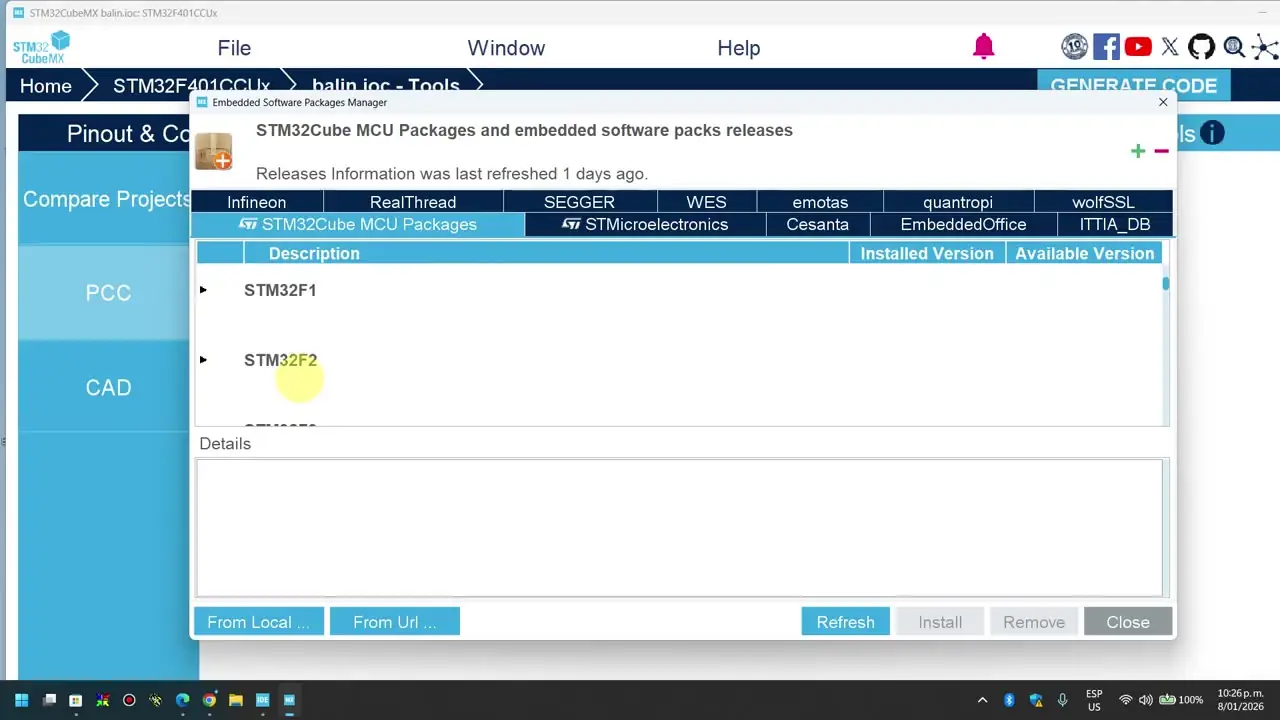 STM32CubeMX balin.ioc: STM32F401CCUx
STM32
CubeMX
File
Window
Help
10
Home
STM32F401CCUx
balin.ioc - Tools
GENERATE CODE
Pinout & Co
ls
Embedded Software Packages Manager
STM32Cube MCU Packages and embedded software packs releases
Releases Information was last refreshed 1 days ago.
Infineon
RealThread
SEGGER
WES
emotas
quantropi
wolfSSL
STM32Cube MCU Packages
STMicroelectronics
Cesanta
EmbeddedOffice
ITTIA_DB
Description
Installed Version
Available Version
STM32F1
STM32F2
Details
From Local ...
From Url ...
Refresh
Install
Remove
Close
Compare Projects
PCC
CAD
IDE
MX
ESP
US
100%
10:26 p.m.
8/01/2026